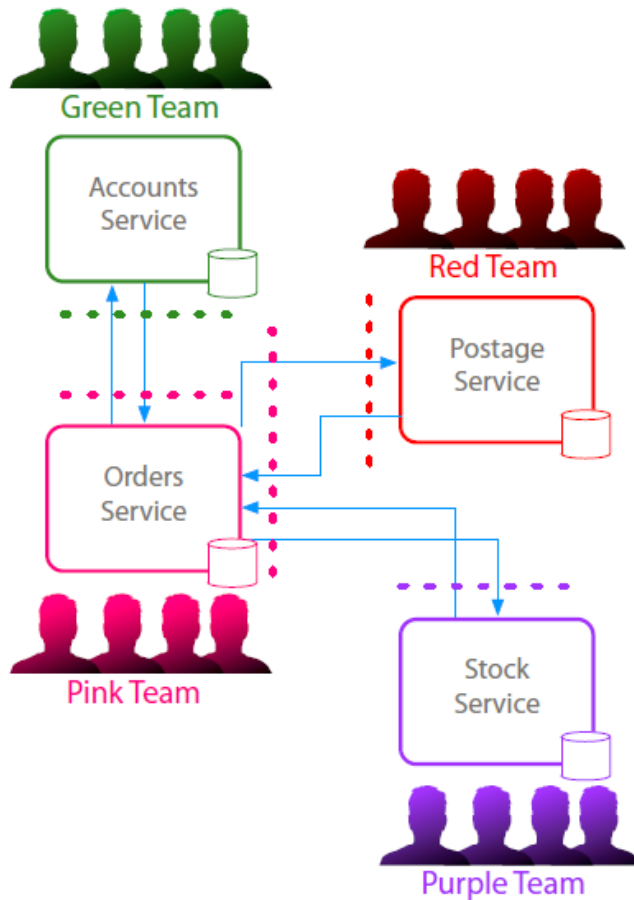 Green Team
Accounts
Service
Red Team
Postage
Service
Orders
Service
Pink Team
Stock
Service
Purple Team